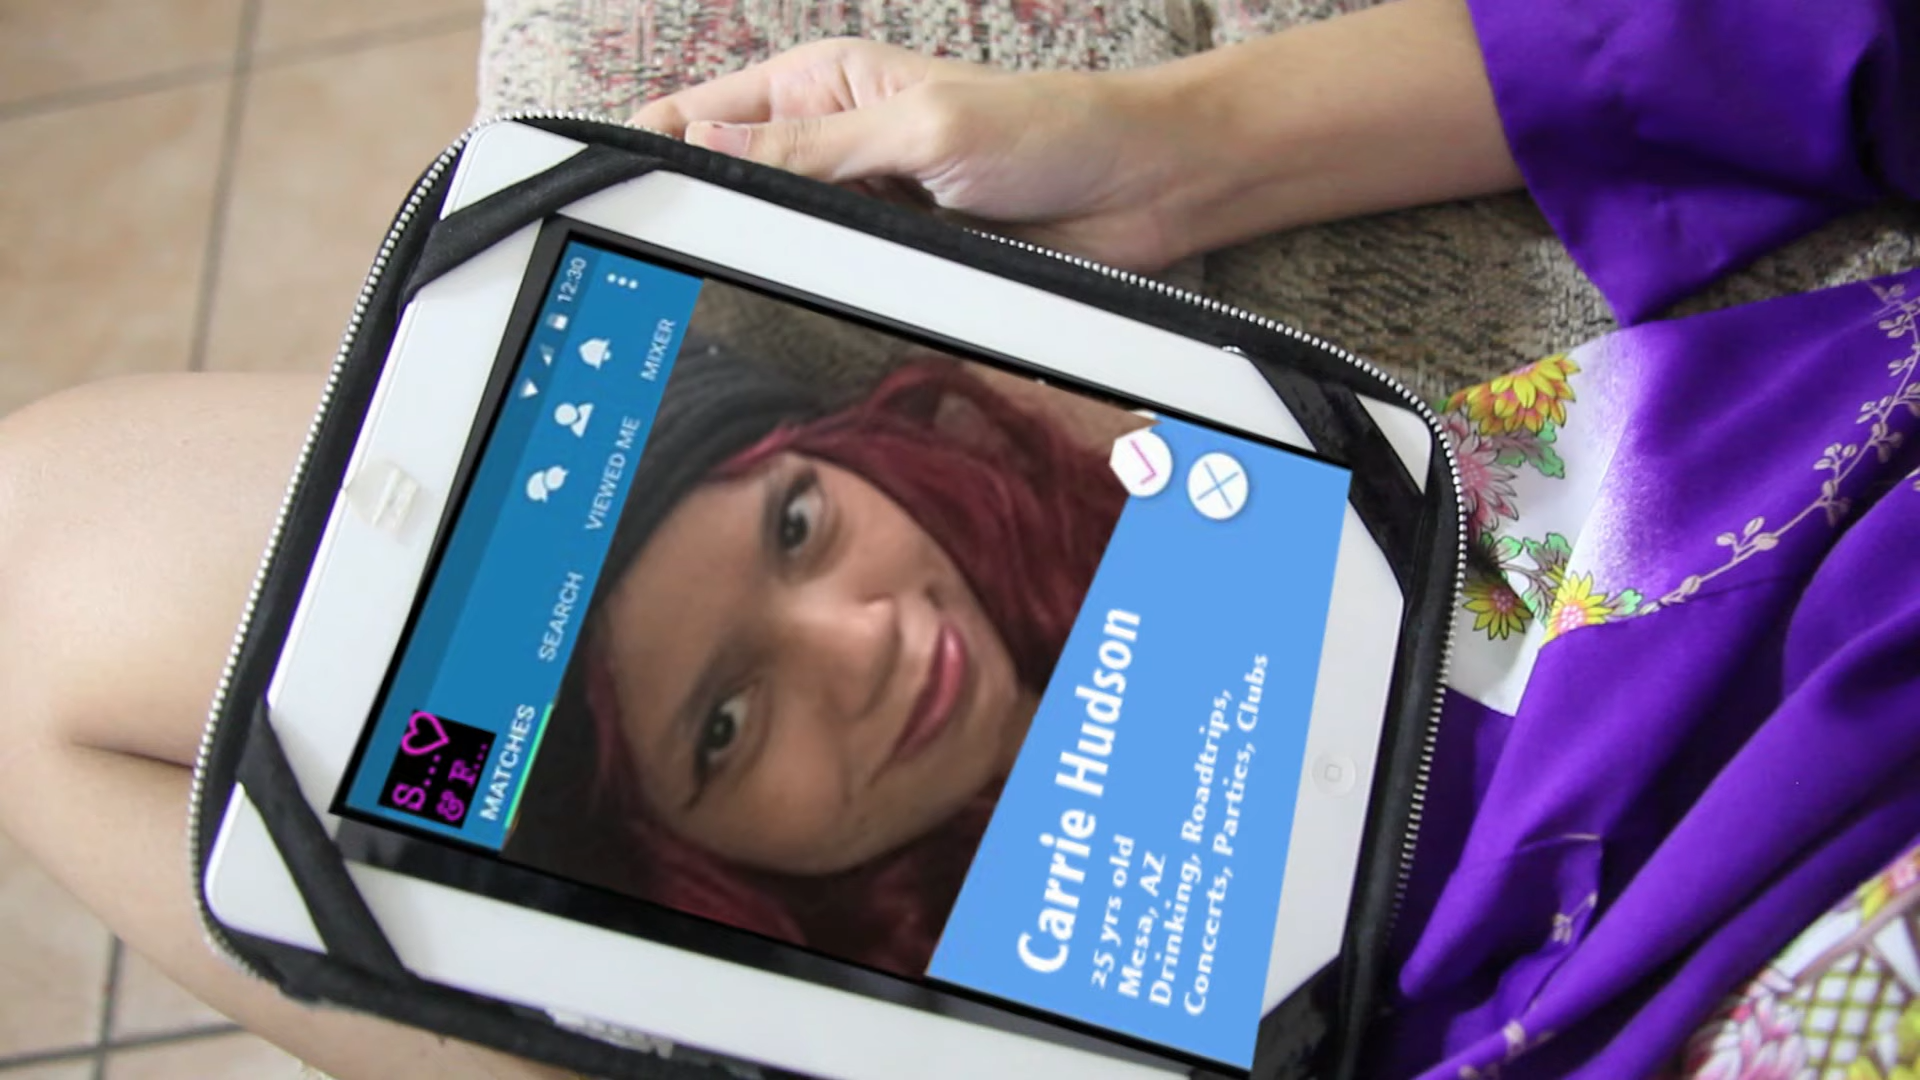 12:30
S...♡
& F...
MATCHES SEARCH VIEWED ME MIXER
Carrie Hudson
25 yrs old
Mesa, AZ
Drinking, Roadtrips,
Concerts, Parties, Clubs